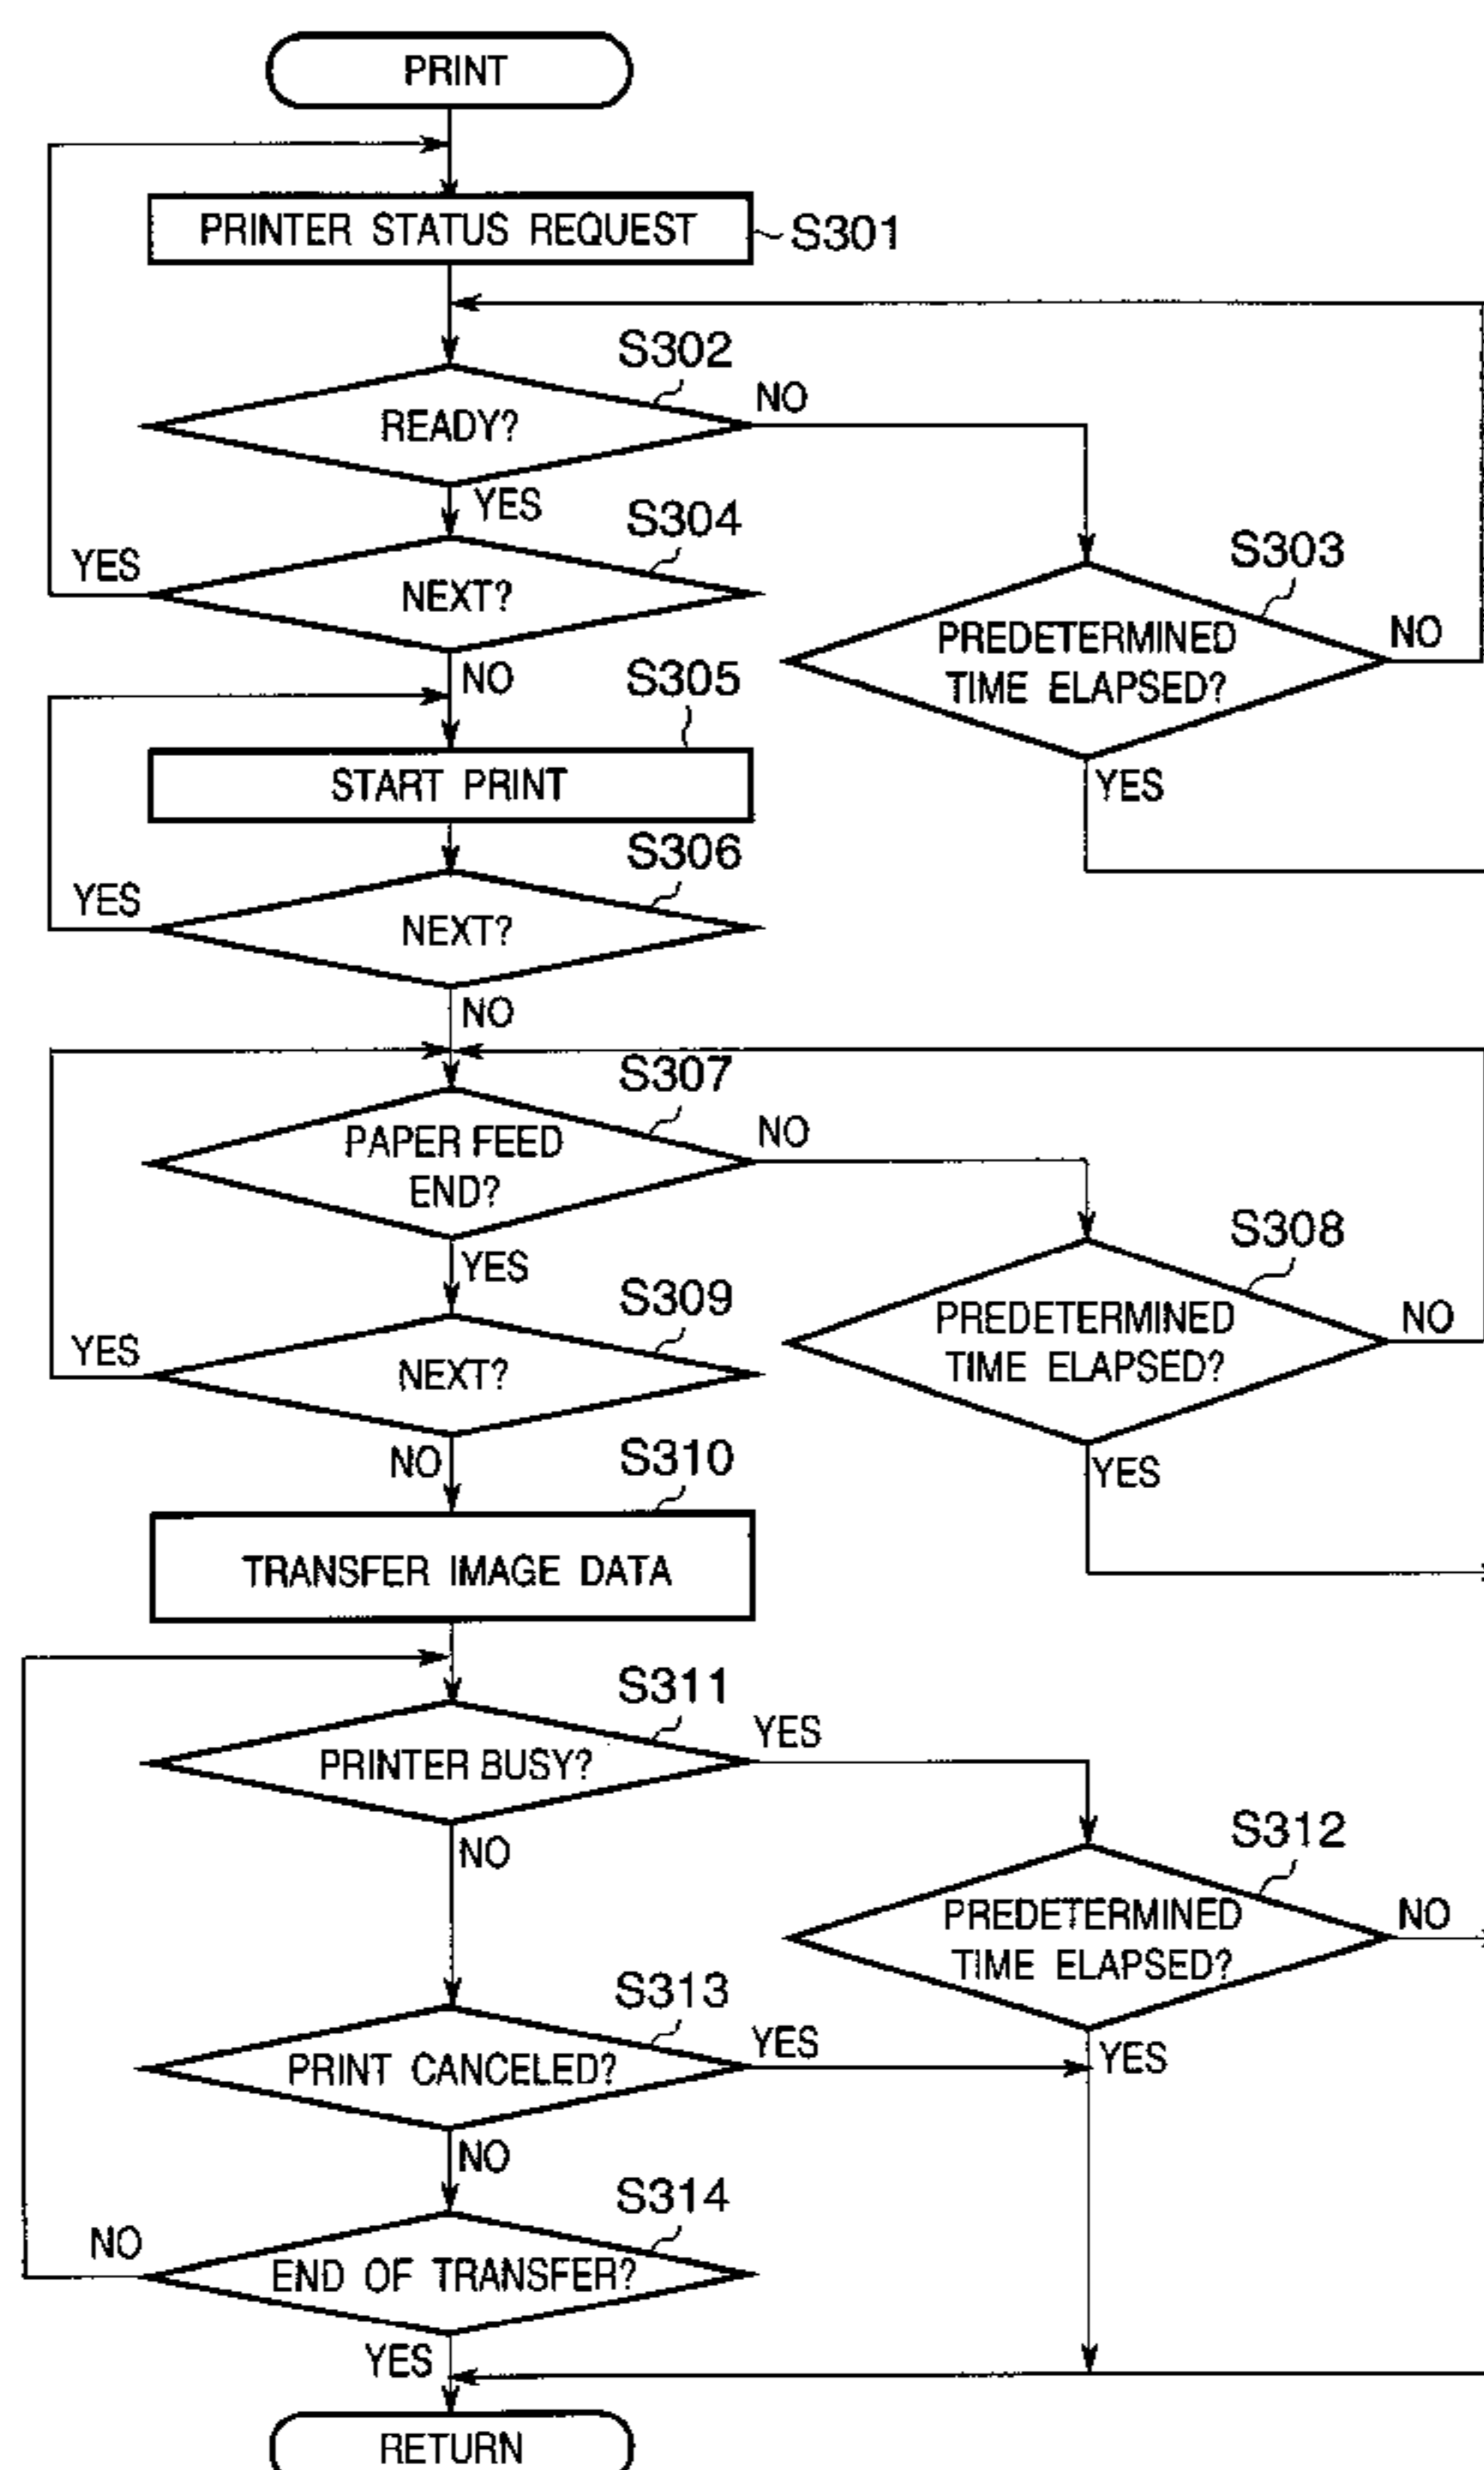 PRINT
PRINTER STATUS REQUEST
S301
S302
READY?
NO
YES
S304
NEXT?
YES
NO
S303
PREDETERMINED
TIME ELAPSED?
NO
YES
S305
START PRINT
S306
NEXT?
YES
NO
S307
PAPER FEED
END?
NO
YES
S308
PREDETERMINED
TIME ELAPSED?
NO
YES
S309
NEXT?
YES
NO
S310
TRANSFER IMAGE DATA
S311
PRINTER BUSY?
YES
NO
S312
PREDETERMINED
TIME ELAPSED?
NO
YES
S313
PRINT CANCELED?
YES
NO
S314
END OF TRANSFER?
NO
YES
RETURN